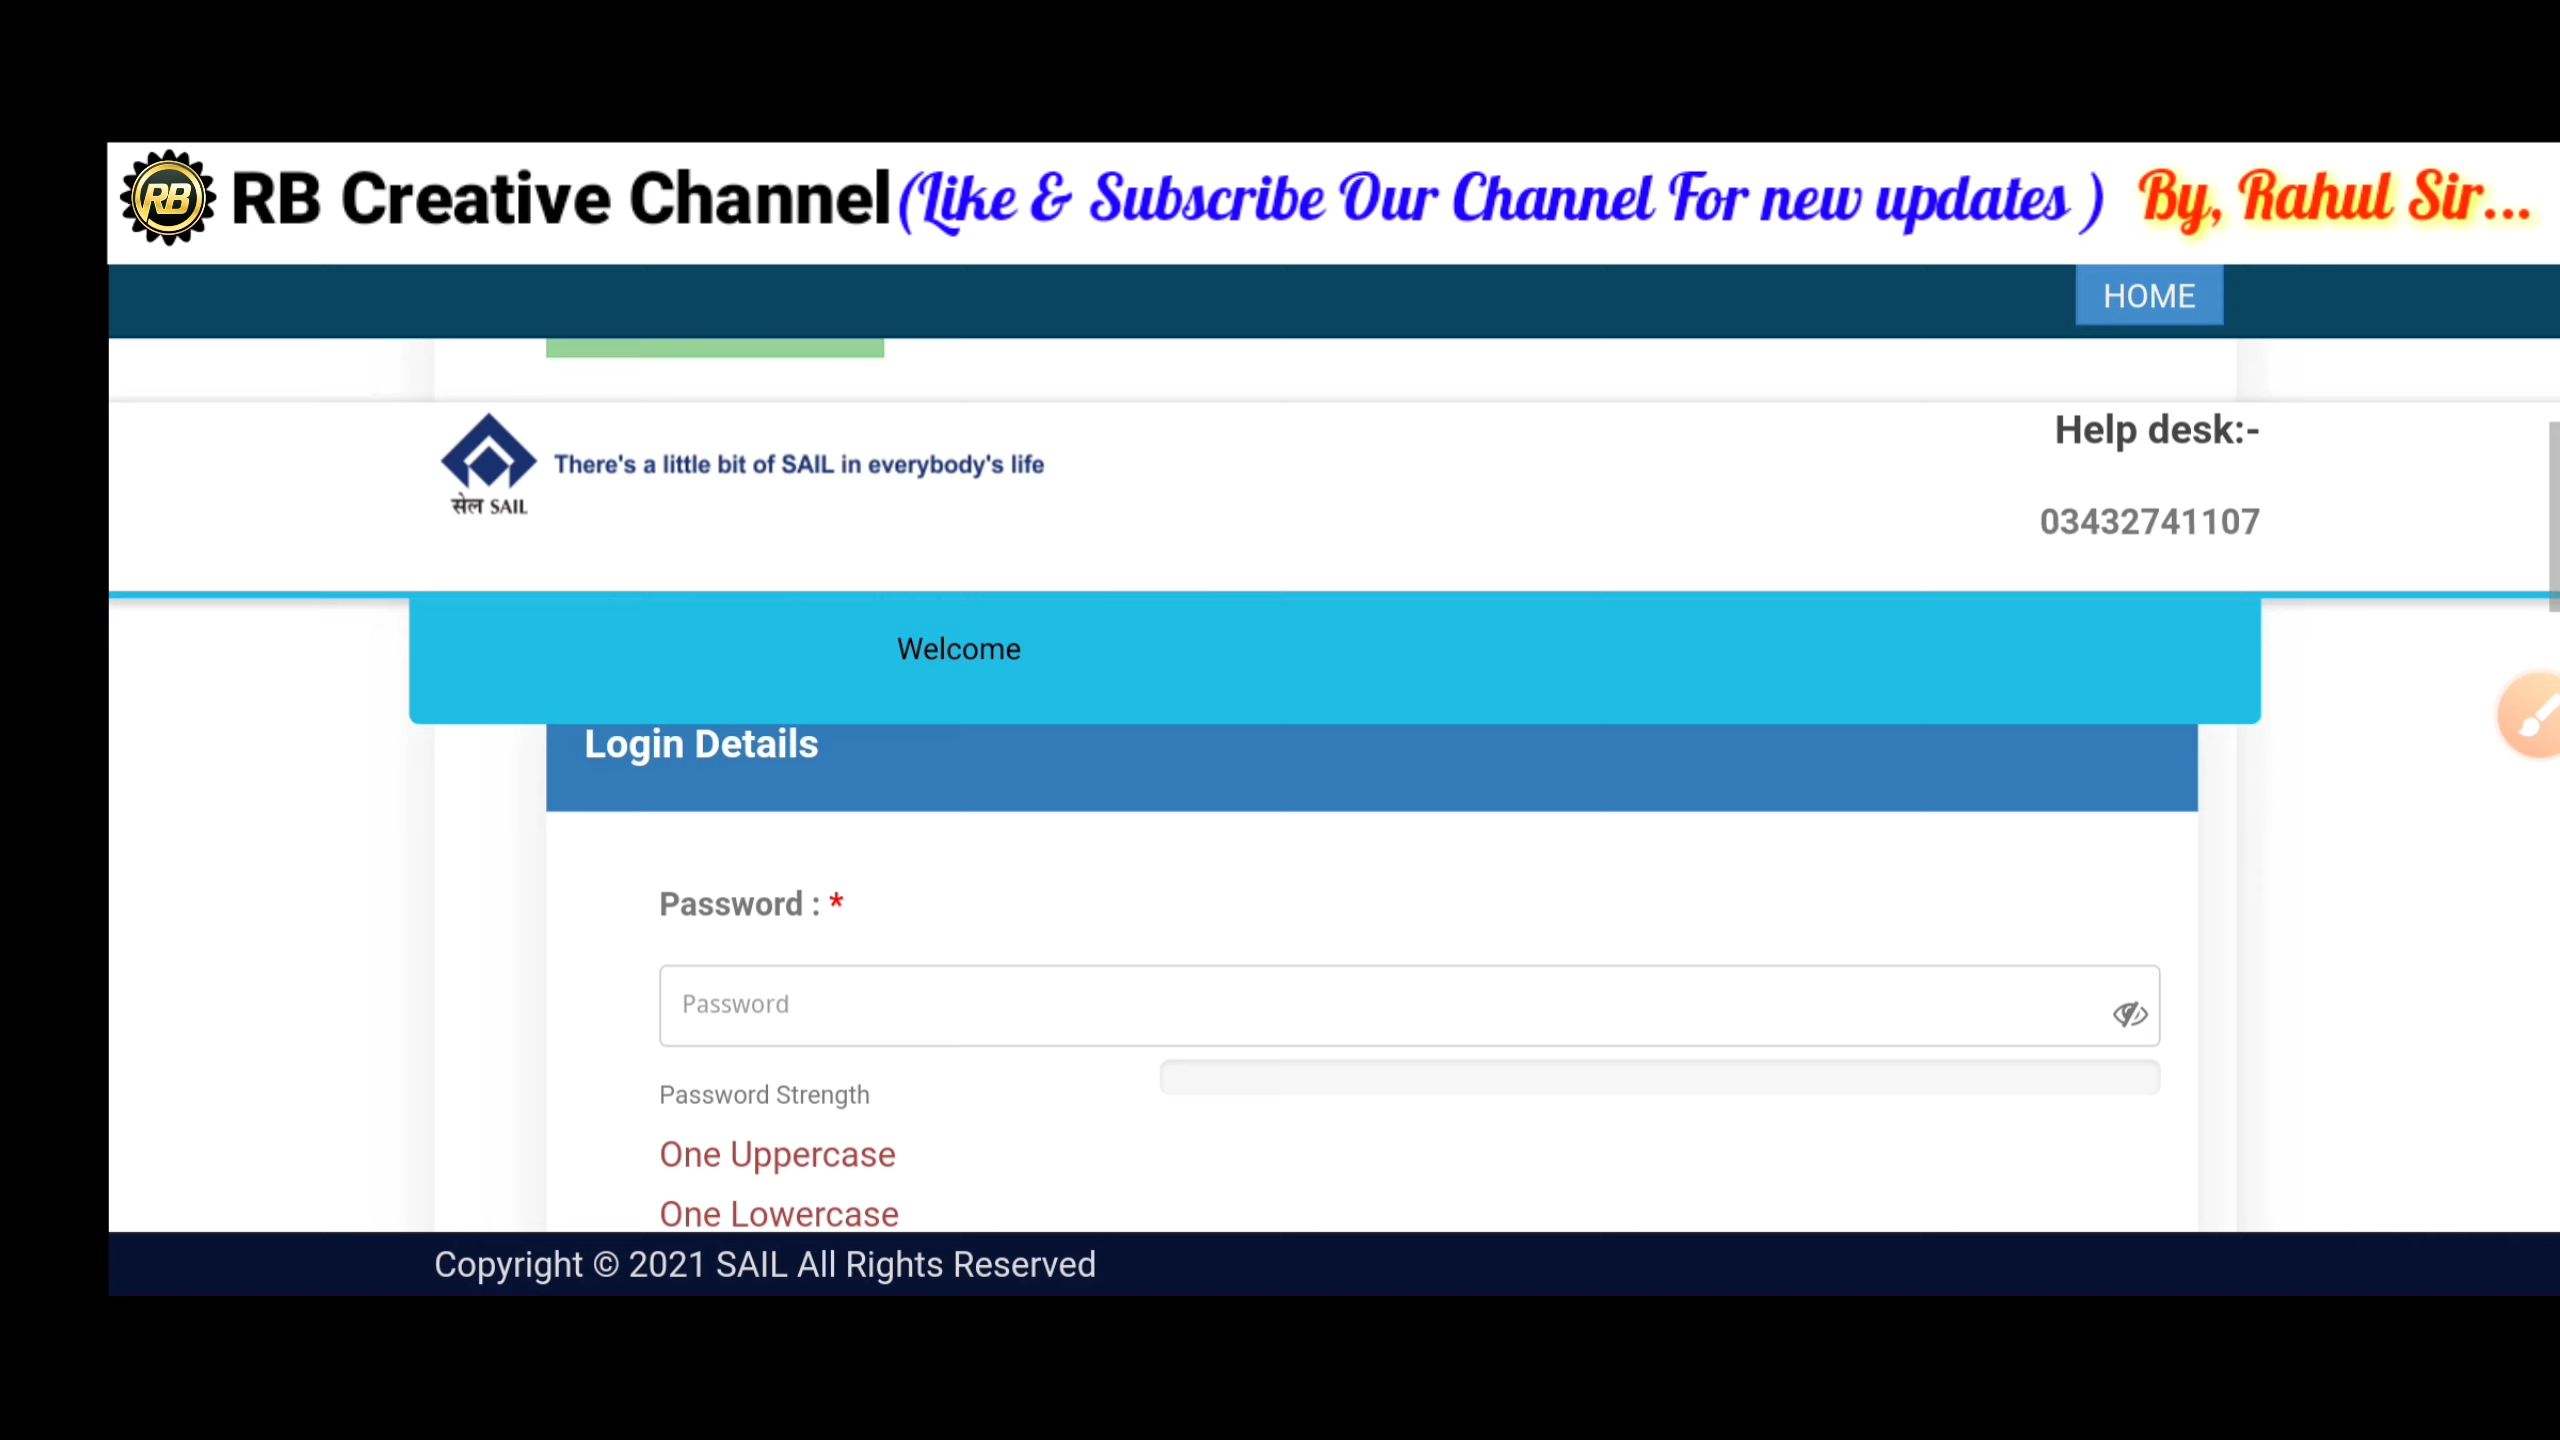 RB RB Creative Channel (Like & Subscribe Our Channel For new updates ) By, Rahul Sir...
HOME
There's a little bit of SAIL in everybody's life
सेल SAIL
Help desk:-
03432741107
Welcome
Login Details
Password : *
Password
Password Strength
One Uppercase
One Lowercase
Copyright © 2021 SAIL All Rights Reserved